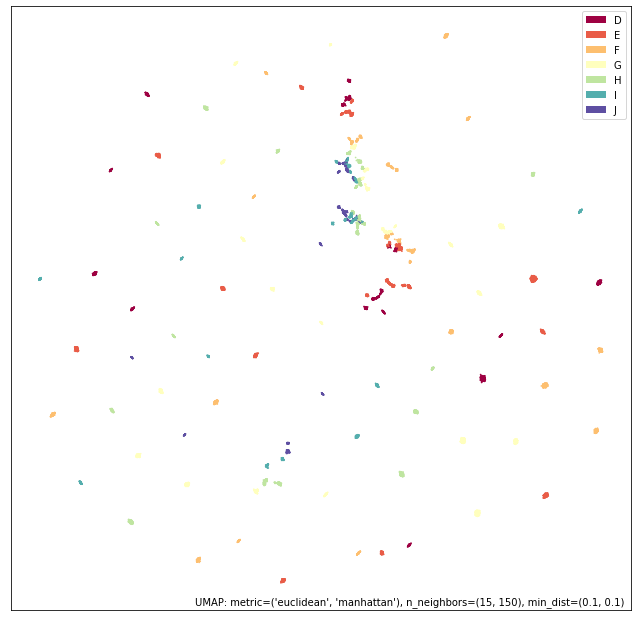 D
E
F
G
H
I
J
UMAP: metric=('euclidean', 'manhattan'), n_neighbors=(15, 150), min_dist=(0.1, 0.1)